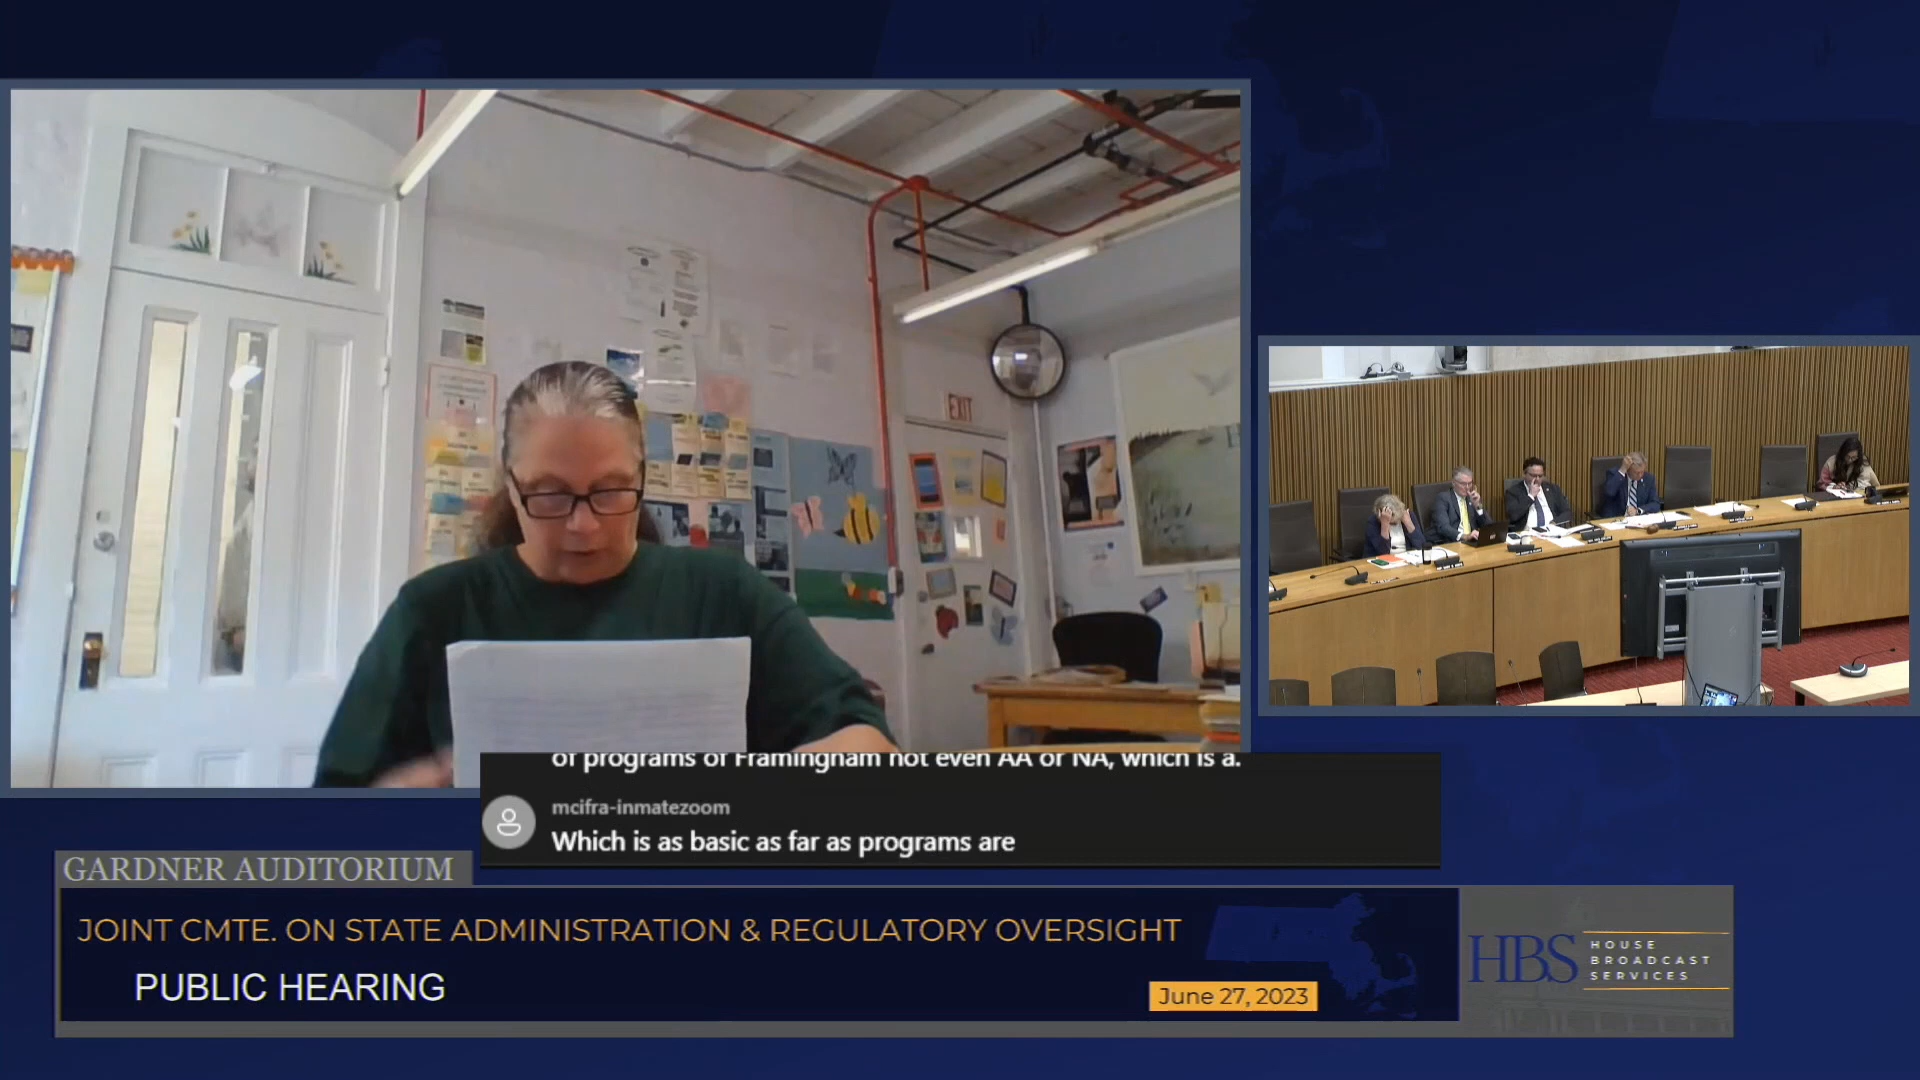 EXIT
of programs of Framingham not even AA or NA, which is a.
mcifra-inmatezoom
Which is as basic as far as programs are
GARDNER AUDITORIUM
JOINT CMTE. ON STATE ADMINISTRATION & REGULATORY OVERSIGHT
PUBLIC HEARING
June 27, 2023
HBS
HOUSE
BROADCAST
SERVICES